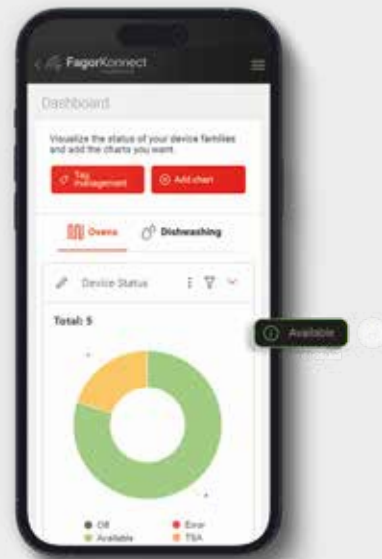 FagorKonnect
Dashboard
Visualize the status of your device families
and add the charts you want.
Tag
management
Add chart
Ovens
Dishwashing
Device Status
Total: 5
Available
Off
Error
Available
TBA